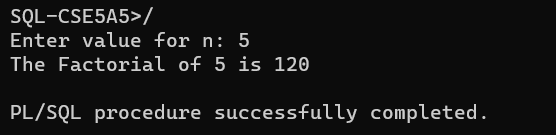 SQL-CSE5A5>/
Enter value for n: 5
The Factorial of 5 is 120
PL/SQL procedure successfully completed.